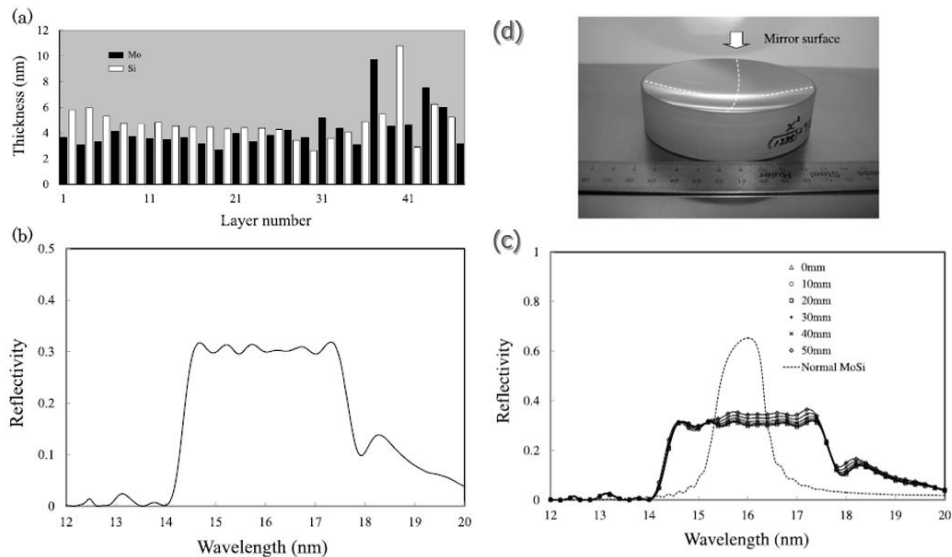 (a)
12
10
8
6
4
2
0
Thickness (nm)
Mo
Si
1 11 21 31 41
Layer number
(d)
Mirror surface
Steel Ruler
(b)
0.5
0.4
0.3
0.2
0.1
0
Reflectivity
12 13 14 15 16 17 18 19 20
Wavelength (nm)
(c)
1
0.8
0.6
0.4
0.2
0
Reflectivity
0mm
10mm
20mm
30mm
40mm
50mm
Normal MoSi
12 13 14 15 16 17 18 19 20
Wavelength (nm)